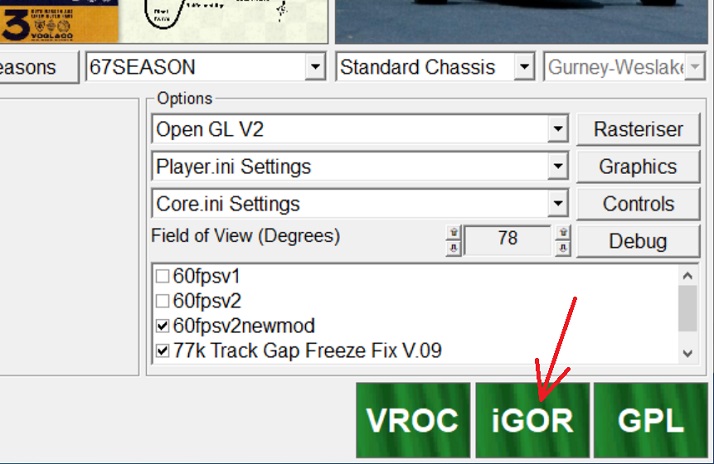 3
VOGLADO
easons
67SEASON
Standard Chassis
Gurney-Weslake
Options
Open GL V2
Rasteriser
Player.ini Settings
Graphics
Core.ini Settings
Controls
Field of View (Degrees)
78
Debug
60fpsv1
60fpsv2
60fpsv2newmod
77k Track Gap Freeze Fix V.09
VROC
iGOR
GPL